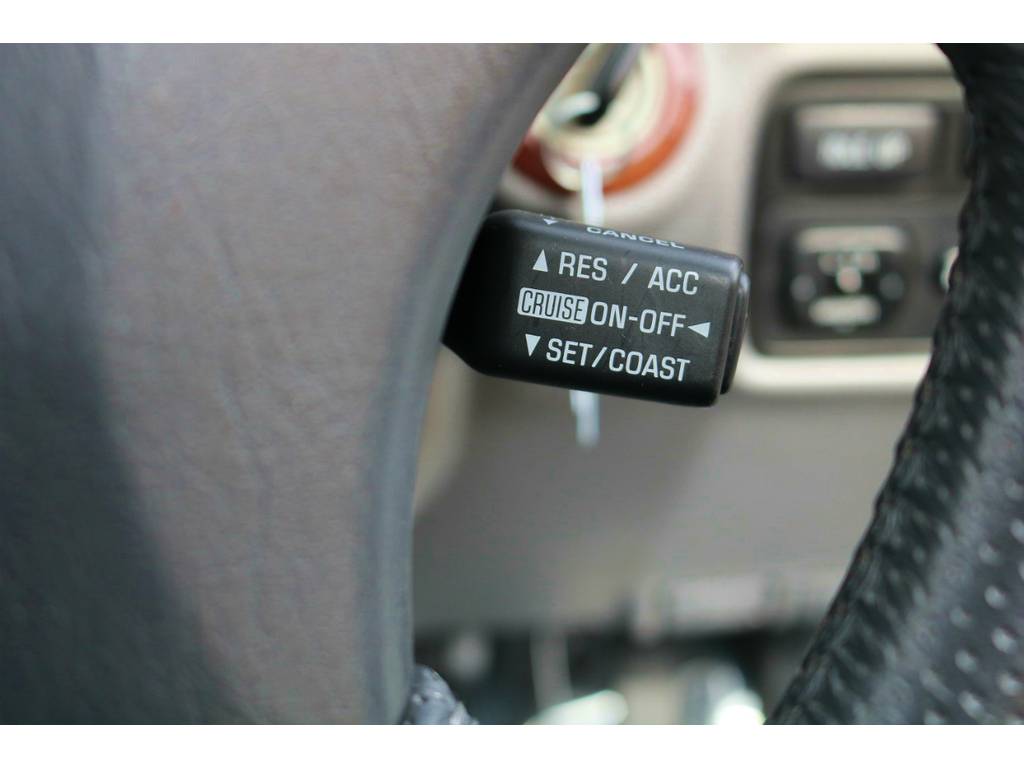 ▼ CANCEL
▲ RES / ACC
CRUISE ON-OFF ◄
▼ SET/COAST